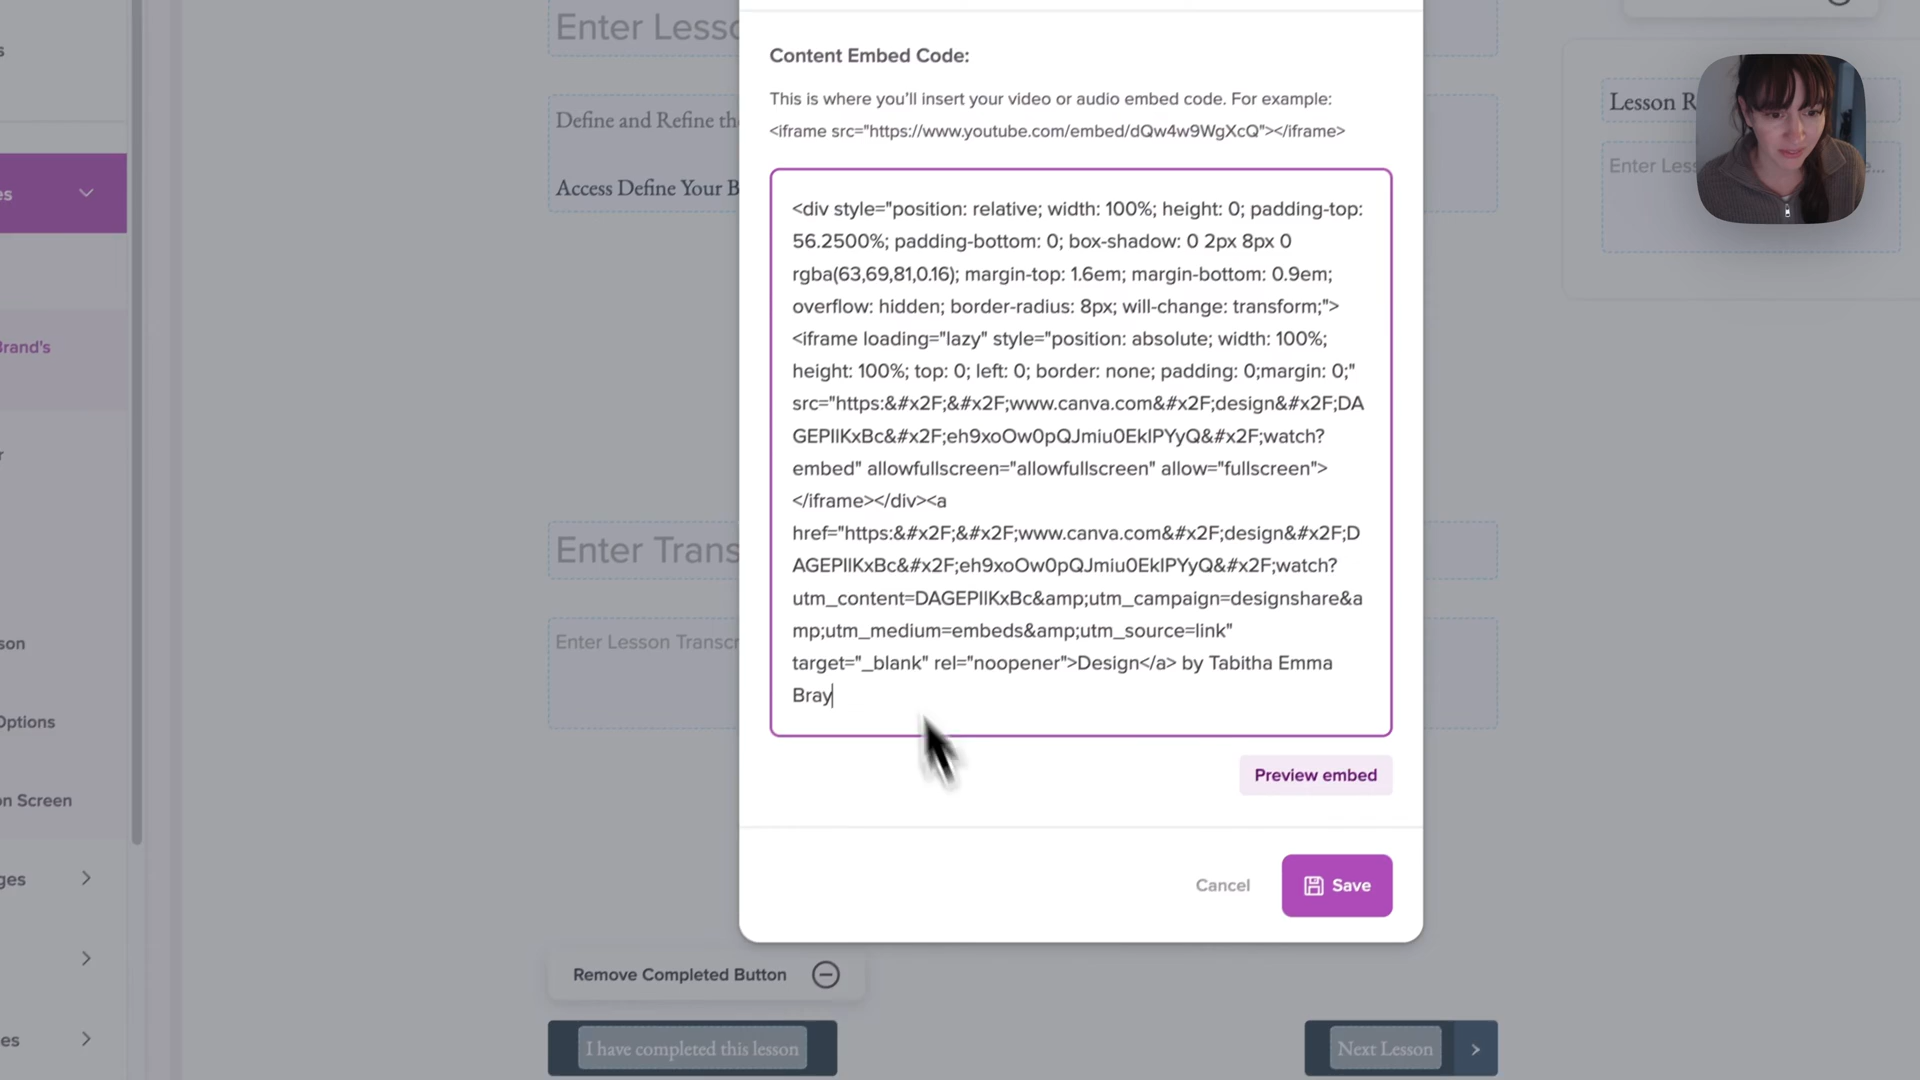 Enter Lesso
Content Embed Code:
This is where you'll insert your video or audio embed code. For example:
<iframe src="https://www.youtube.com/embed/dQw4w9WgXcQ"></iframe>
Define and Refine the
Access Define Your B
Lesson R
Enter Les
es
Brand's
<div style="position: relative; width: 100%; height: 0; padding-top:
56.2500%; padding-bottom: 0; box-shadow: 0 2px 8px 0
rgba(63,69,81,0.16); margin-top: 1.6em; margin-bottom: 0.9em;
overflow: hidden; border-radius: 8px; will-change: transform;">
<iframe loading="lazy" style="position: absolute; width: 100%;
height: 100%; top: 0; left: 0; border: none; padding: 0;margin: 0;"
src="https:&#x2F;&#x2F;www.canva.com&#x2F;design&#x2F;DA
GEPIlKxBc&#x2F;eh9xoOw0pQJmiu0EkIPYyQ&#x2F;watch?
embed" allowfullscreen="allowfullscreen" allow="fullscreen">
</iframe></div><a
href="https:&#x2F;&#x2F;www.canva.com&#x2F;design&#x2F;D
AGEPIlKxBc&#x2F;eh9xoOw0pQJmiu0EkIPYyQ&#x2F;watch?
utm_content=DAGEPIlKxBc&amp;utm_campaign=designshare&a
mp;utm_medium=embeds&amp;utm_source=link"
target="_blank" rel="noopener">Design</a> by Tabitha Emma
Bray
Enter Trans
Enter Lesson Transcr
son
Options
on Screen
ges
es
Preview embed
Cancel
Save
Remove Completed Button
I have completed this lesson
Next Lesson